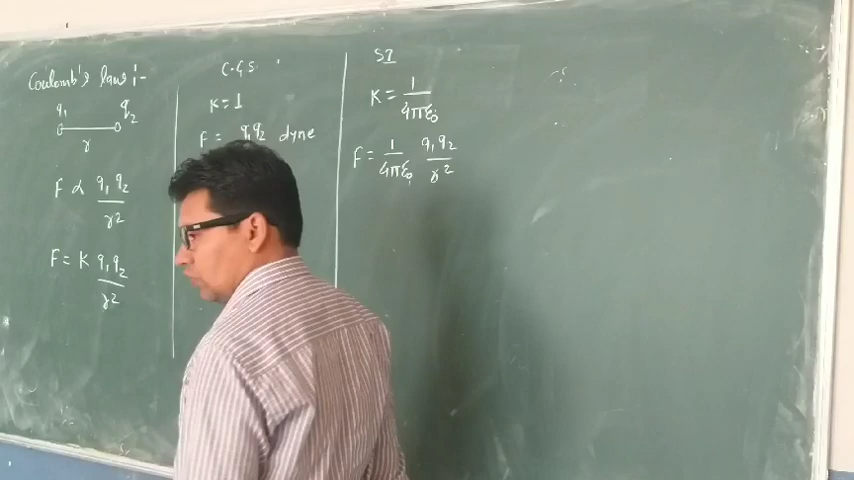 Coulomb's law :-
q1 q2
r
F ∝ q1 q2 / r2
F = K q1 q2 / r2
C.G.S.
K = 1
F = q1 q2 dyne
SI
K = 1 / 4πε0
F = 1 / 4πε0 q1 q2 / r2